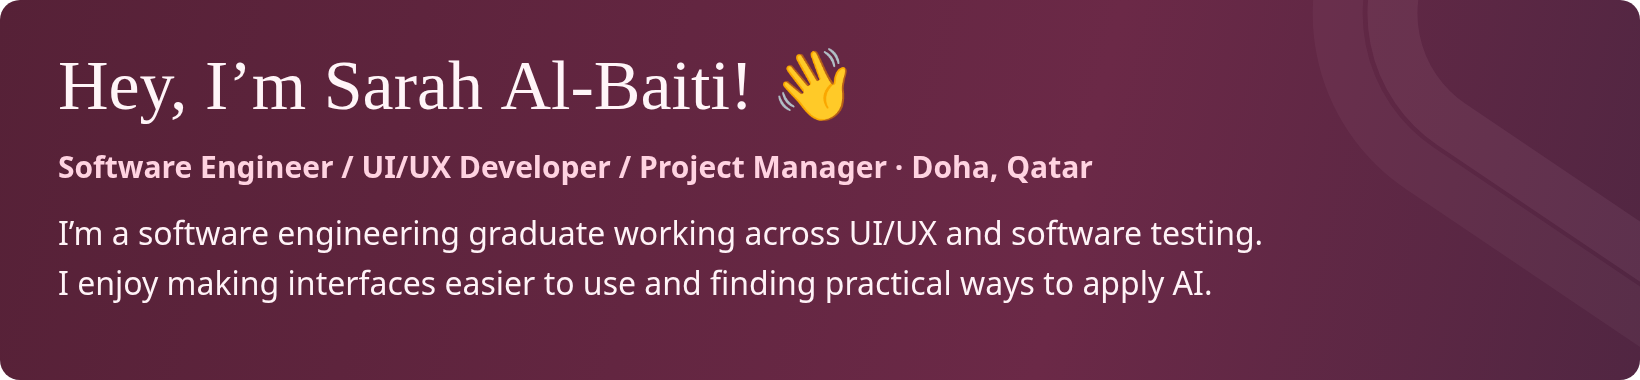 Hey, I’m Sarah Al-Baiti! 👋
Software Engineer / UI/UX Developer / Project Manager · Doha, Qatar
I’m a software engineering graduate working across UI/UX and software testing.
I enjoy making interfaces easier to use and finding practical ways to apply AI.